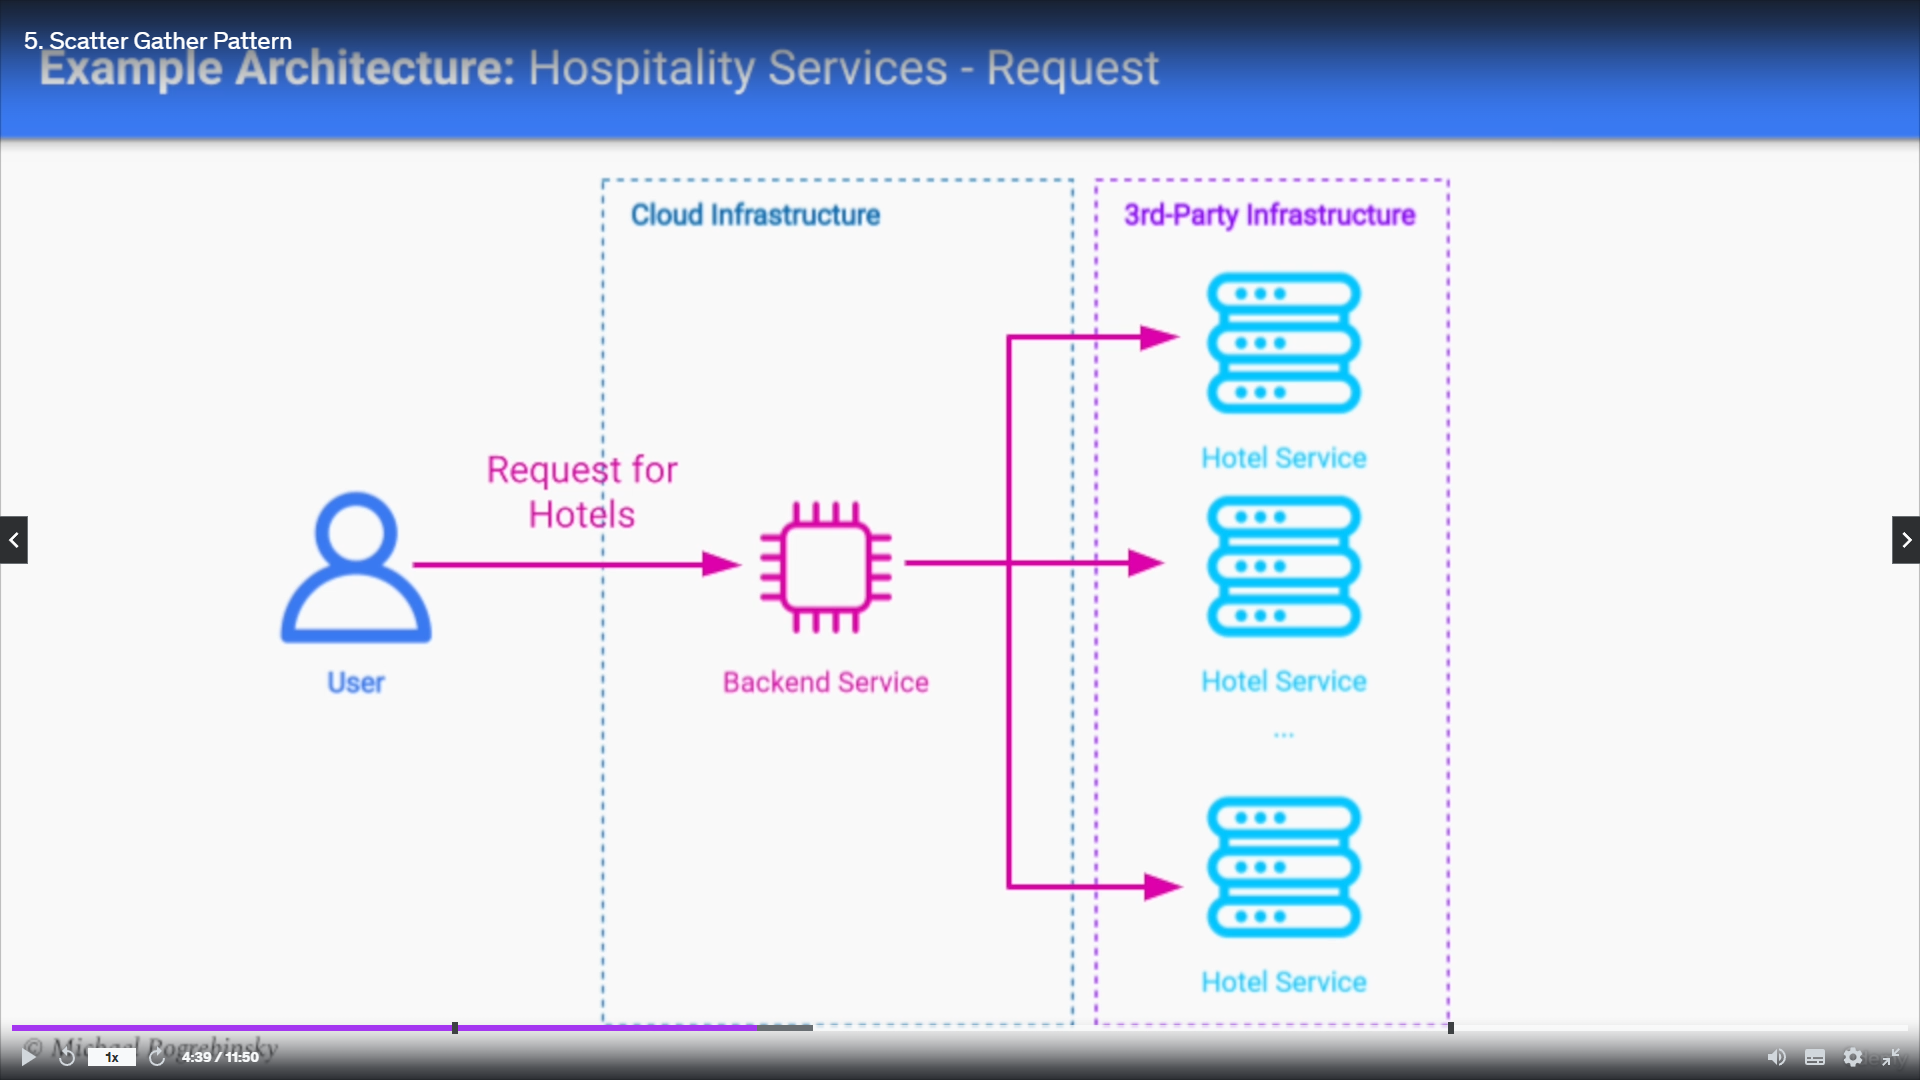 5. Scatter Gather Pattern
Example Architecture: Hospitality Services - Request
Cloud Infrastructure
3rd-Party Infrastructure
Hotel Service
Request for
Hotels
User
Backend Service
Hotel Service
...
Hotel Service
© Michael Pogrebinsky
1x
4:39 / 11:50